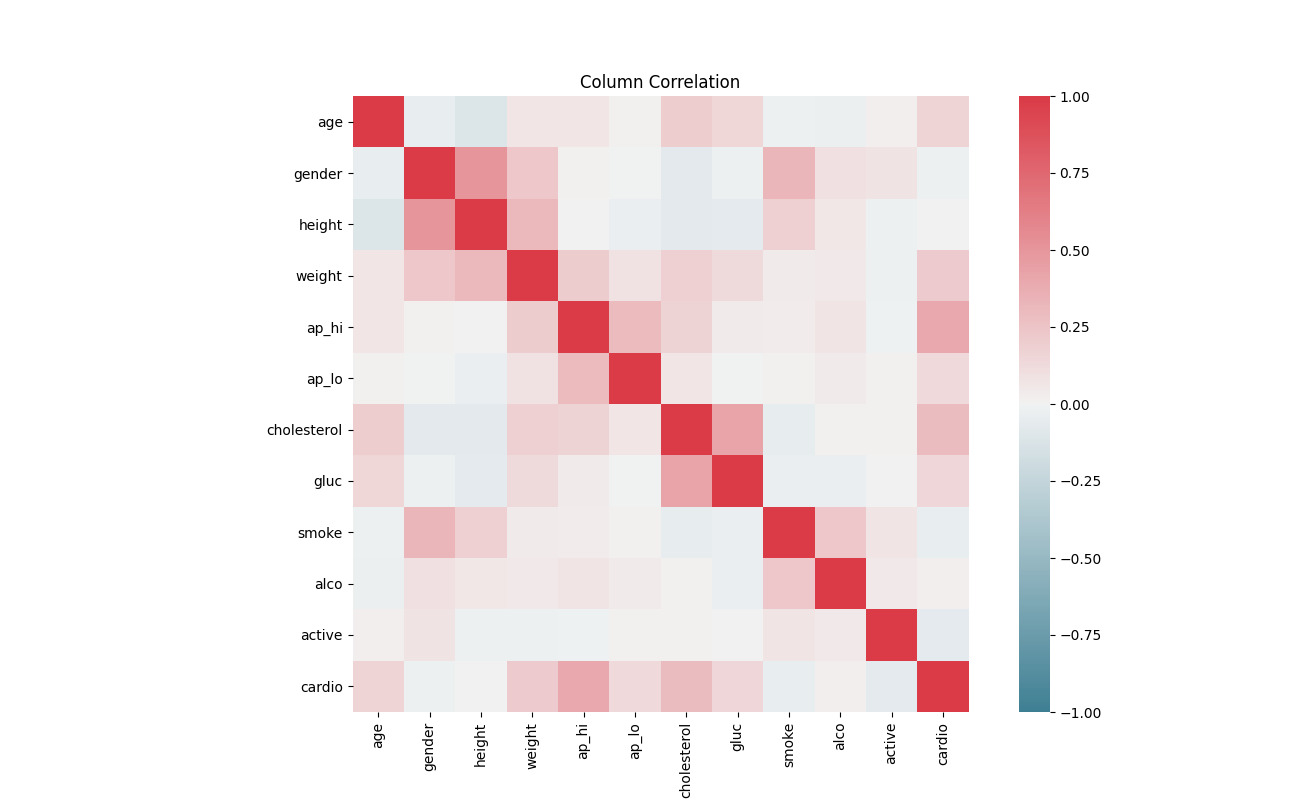 Column Correlation
age
gender
height
weight
ap_hi
ap_lo
cholesterol
gluc
smoke
alco
active
cardio
age
gender
height
weight
ap_hi
ap_lo
cholesterol
gluc
smoke
alco
active
cardio
1.00
0.75
0.50
0.25
0.00
−0.25
−0.50
−0.75
−1.00